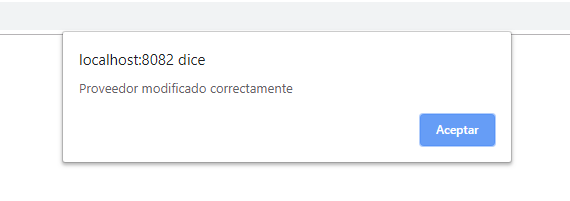 localhost:8082 dice
Proveedor modificado correctamente
Aceptar